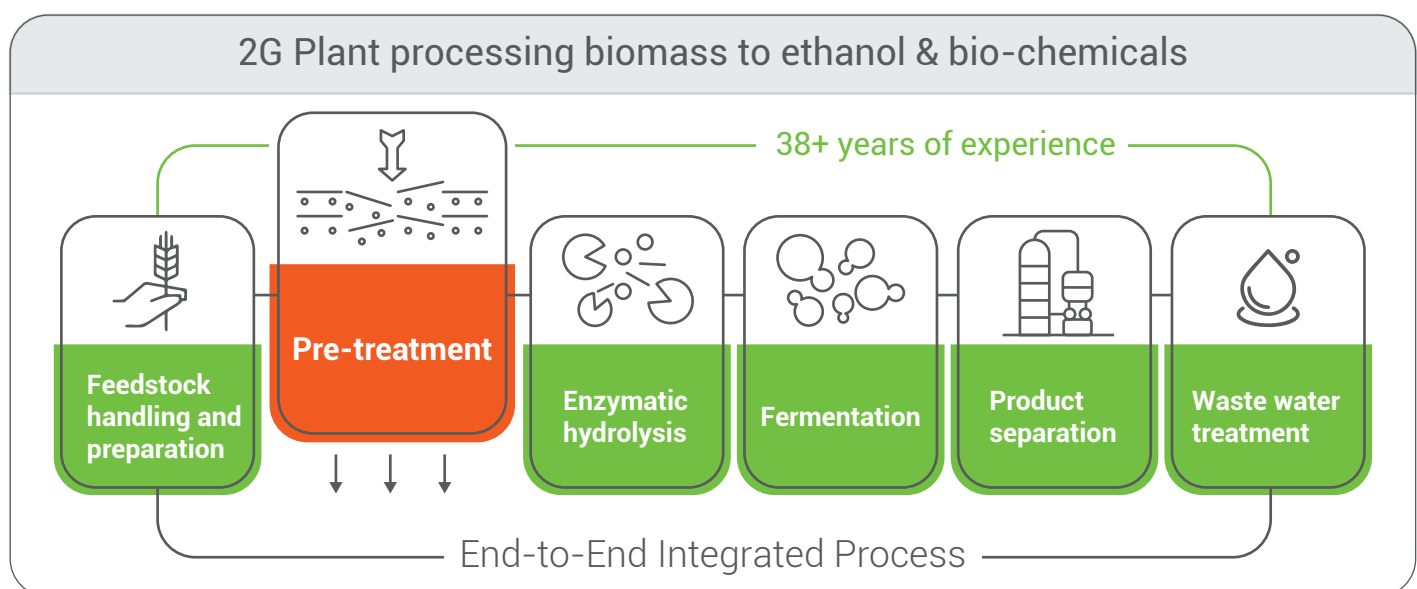 2G Plant processing biomass to ethanol & bio-chemicals
38+ years of experience
Feedstock
handling and
preparation
Pre-treatment
Enzymatic
hydrolysis
Fermentation
Product
separation
Waste water
treatment
End-to-End Integrated Process